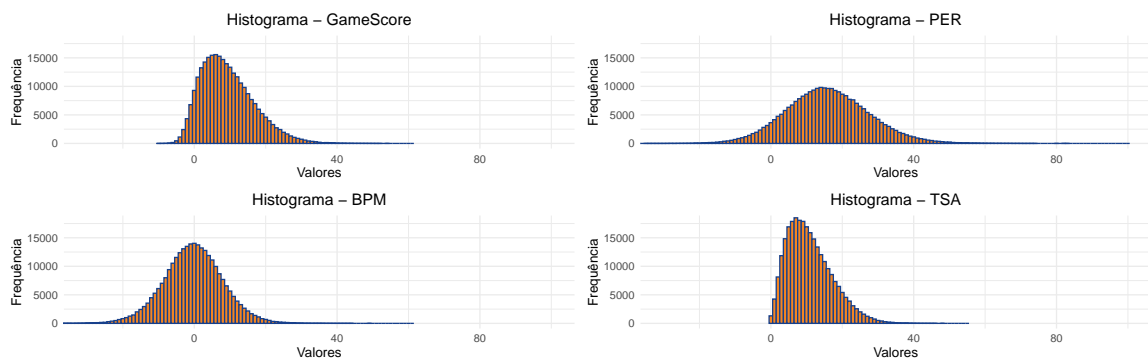 Histograma − GameScore
Frequência
15000
10000
5000
0
0
40
80
Valores
Histograma − PER
Frequência
15000
10000
5000
0
0
40
80
Valores
Histograma − BPM
Frequência
15000
10000
5000
0
0
40
80
Valores
Histograma − TSA
Frequência
15000
10000
5000
0
0
40
80
Valores